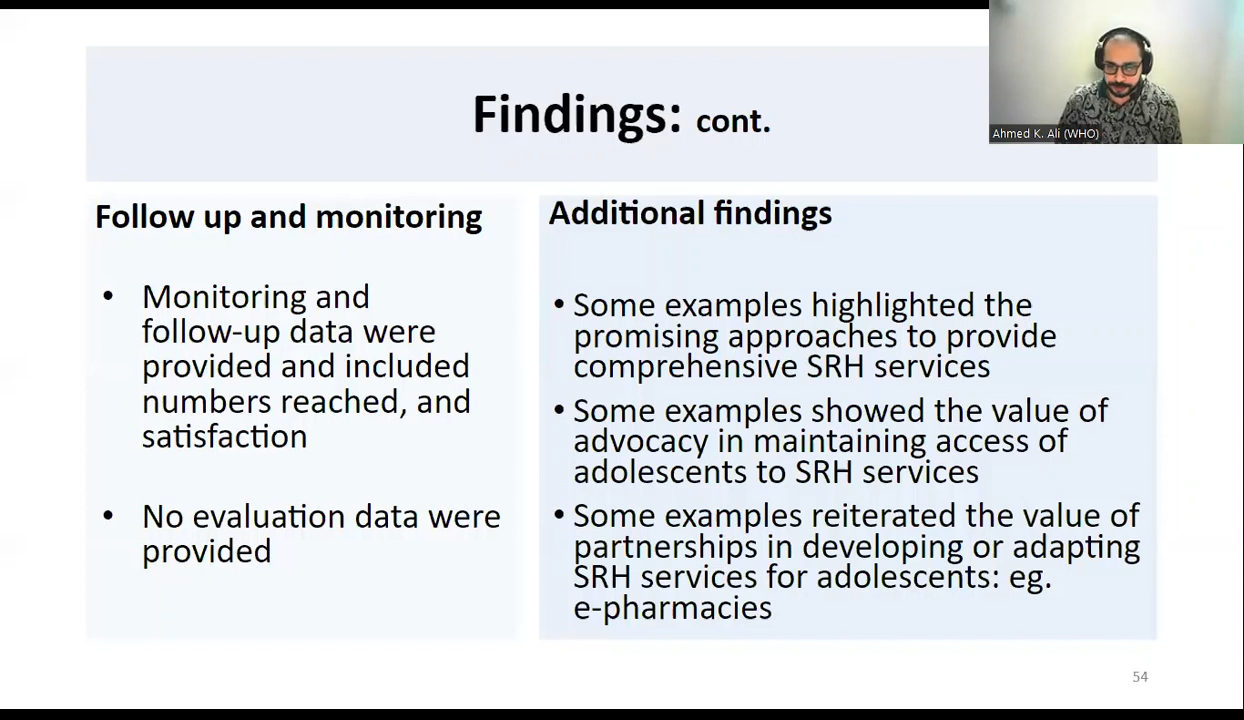 Findings: cont.
Ahmed K. Ali (WHO)
Follow up and monitoring
• Monitoring and
follow-up data were
provided and included
numbers reached, and
satisfaction
• No evaluation data were
provided
Additional findings
• Some examples highlighted the
promising approaches to provide
comprehensive SRH services
• Some examples showed the value of
advocacy in maintaining access of
adolescents to SRH services
• Some examples reiterated the value of
partnerships in developing or adapting
SRH services for adolescents: eg.
e-pharmacies
54